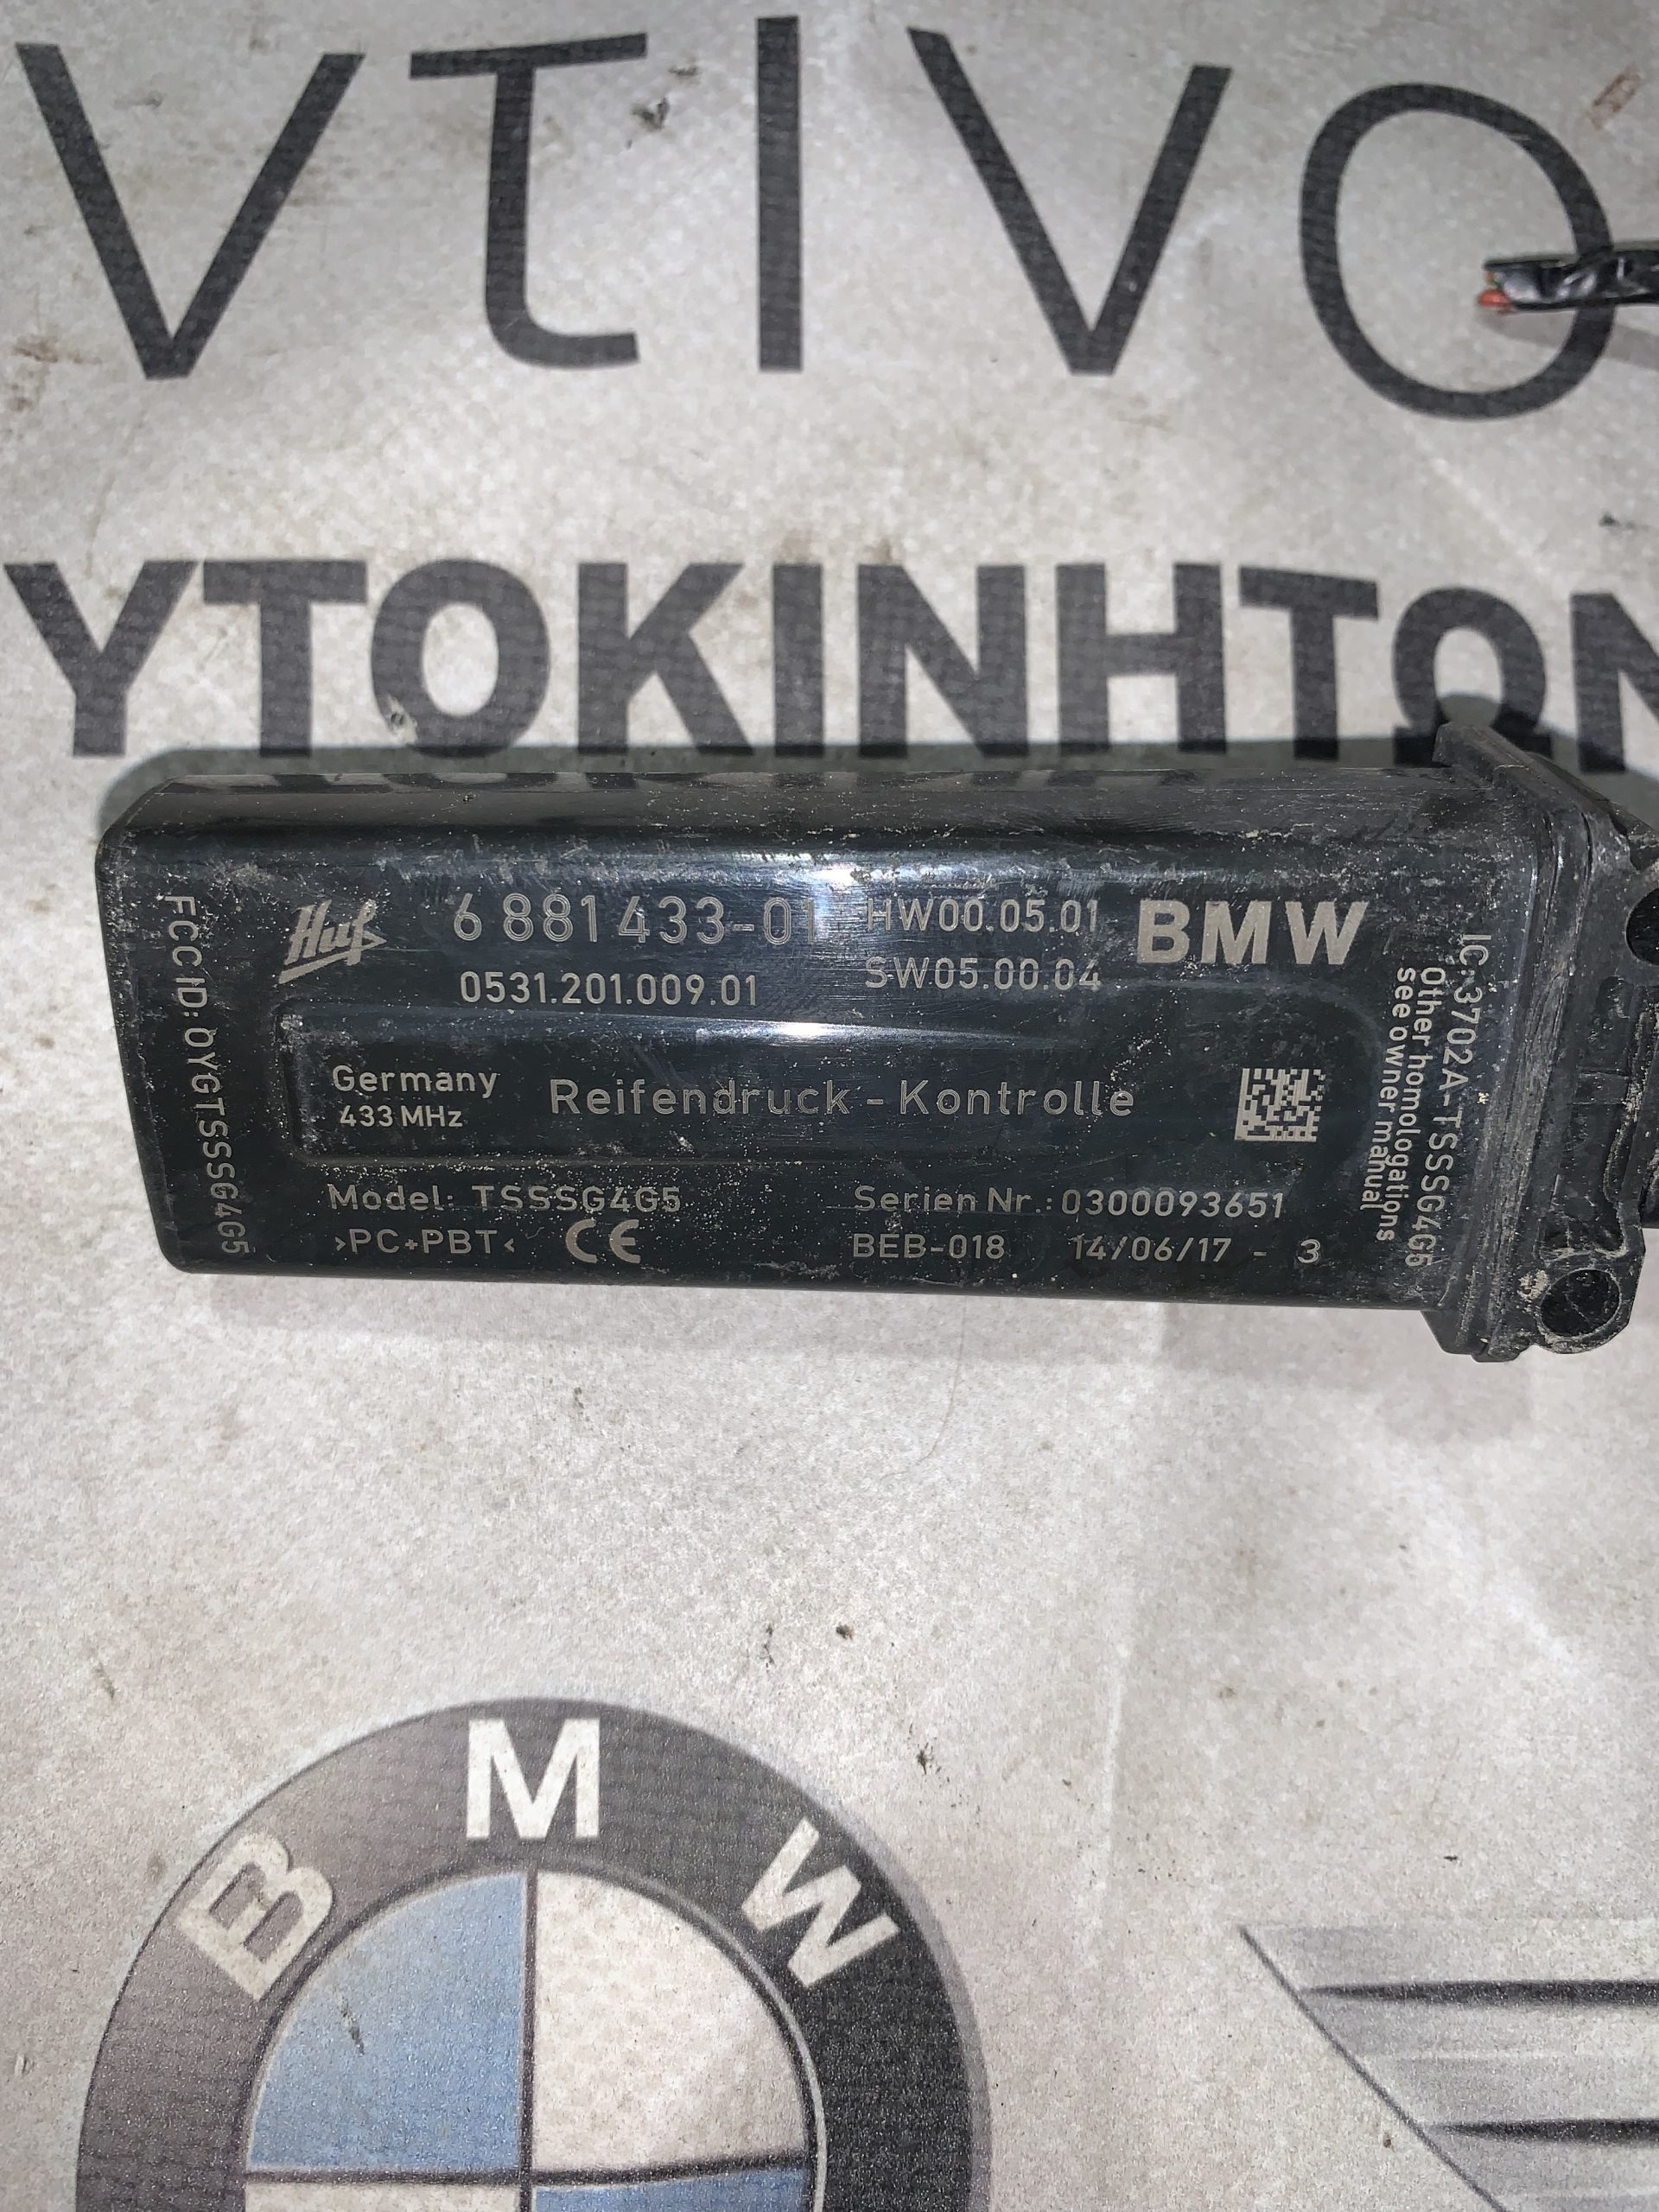 VTIVO
ΥΤΟΚΙΝΗΤΩΝ
Huf
6 881 433-01 HW00.05.01 BMW
0531.201.009.01 SW05.00.04
Germany
433 MHz
Reifendruck - Kontrolle
Model: TSSSG4G5 Serien Nr.: 0300093651
>PC+PBT< CE BEB-018 14/06/17 - 3
FCC ID: OYGTSSSG4G5
IC: 3702A-TSSSG4G5
Other homologations
see owner manual
BMW